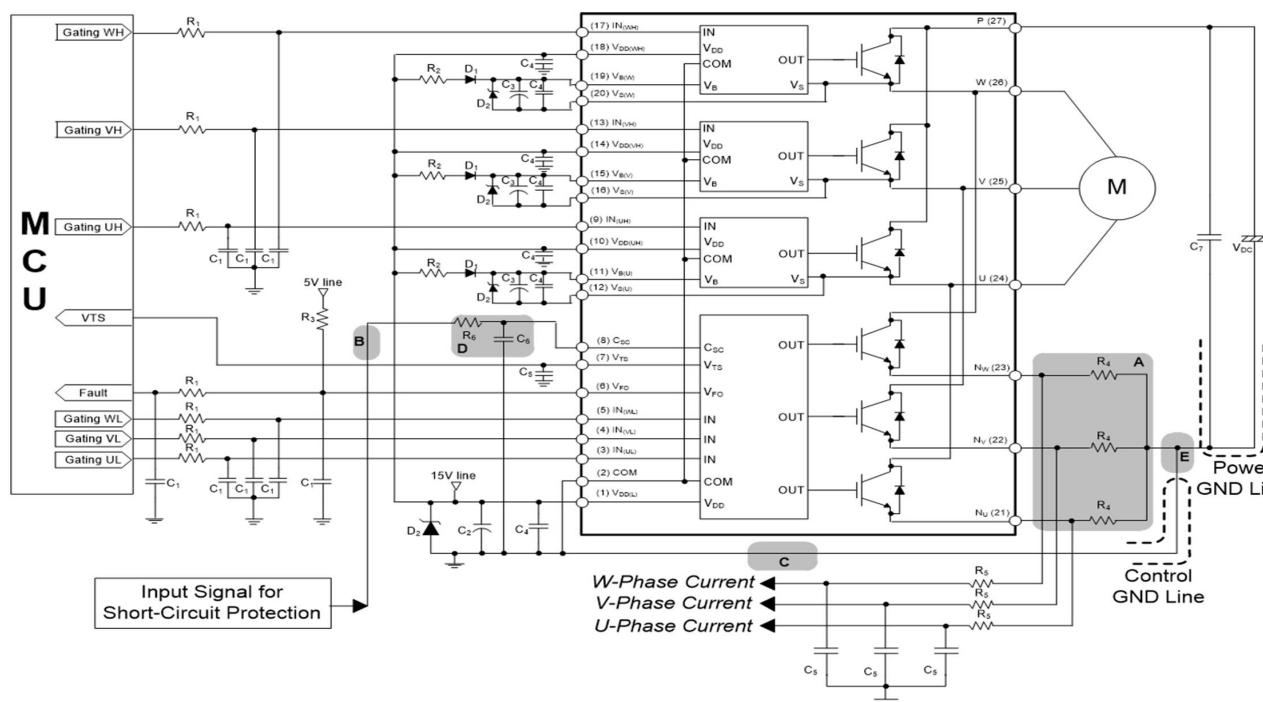 MCU
Gating WH
R1
(17) IN(WH)
IN
P (27)
(18) VDD(WH)
VDD
C4
COM
OUT
R2
D1
(19) VB(W)
C3
C4
VB
VS
D2
(20) VS(W)
W (26)
Gating VH
R1
(13) IN(VH)
IN
(14) VDD(VH)
VDD
C4
COM
OUT
R2
D1
(15) VB(V)
C3
C4
VB
VS
D2
(16) VS(V)
V (25)
M
Gating UH
R1
(9) IN(UH)
IN
C1
C1
C1
(10) VDD(UH)
VDD
C4
COM
OUT
C7
VDC
R2
D1
(11) VB(U)
C3
C4
VB
VS
D2
(12) VS(U)
U (24)
5V line
R3
VTS
B
R6
D
C6
(8) CSC
CSC
OUT
(7) VTS
VTS
C5
NW (23)
R4
A
Fault
R1
(6) VFO
VFO
Gating WL
R1
(5) IN(WL)
IN
OUT
Gating VL
R1
(4) IN(VL)
IN
NV (22)
R4
E
Gating UL
(3) IN(UL)
IN
Powe
GND Li
C1
C1
C1
C1
C1
(2) COM
COM
OUT
15V line
(1) VDD(L)
VDD
NU (21)
R4
D2
C2
C4
C
Control
GND Line
Input Signal for
Short-Circuit Protection
W-Phase Current
R5
V-Phase Current
R5
U-Phase Current
R5
C5
C5
C5